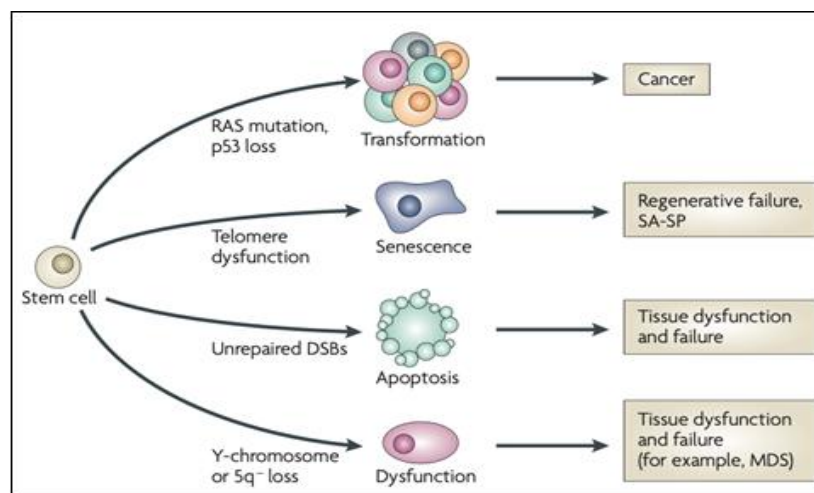 Stem cell
RAS mutation,
p53 loss
Transformation
Cancer
Telomere
dysfunction
Senescence
Regenerative failure,
SA-SP
Unrepaired DSBs
Apoptosis
Tissue dysfunction
and failure
Y-chromosome
or 5q⁻ loss
Dysfunction
Tissue dysfunction
and failure
(for example, MDS)